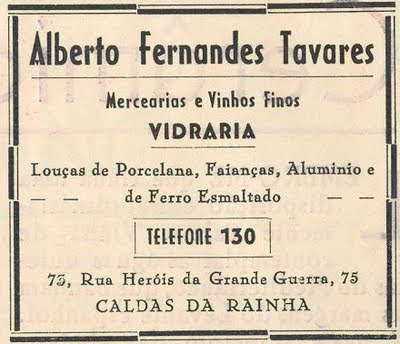 Alberto Fernandes Tavares
Mercearias e Vinhos Finos
VIDRARIA
Louças de Porcelana, Faianças, Aluminio e
de Ferro Esmaltado
TELEFONE 130
73, Rua Heróis da Grande Guerra, 75
CALDAS DA RAINHA